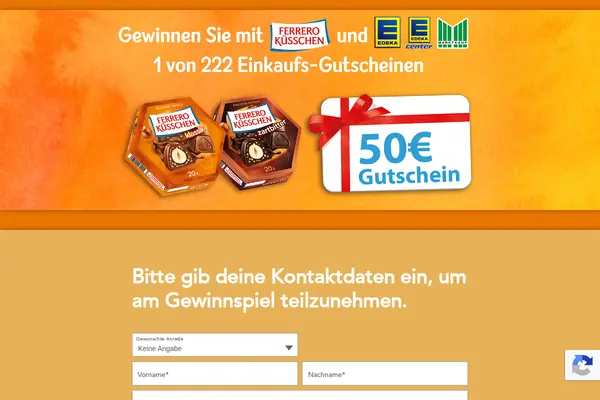 Gewinnen Sie mit FERRERO KÜSSCHEN und E EDEKA E EDEKA center MARKTKAUF
1 von 222 Einkaufs-Gutscheinen
FERRERO
KÜSSCHEN
klassik
20
FERRERO
KÜSSCHEN
zartbitter
20
50€
Gutschein
Bitte gib deine Kontaktdaten ein, um
am Gewinnspiel teilzunehmen.
Gewünschte Anrede
Keine Angabe
Vorname*
Nachname*